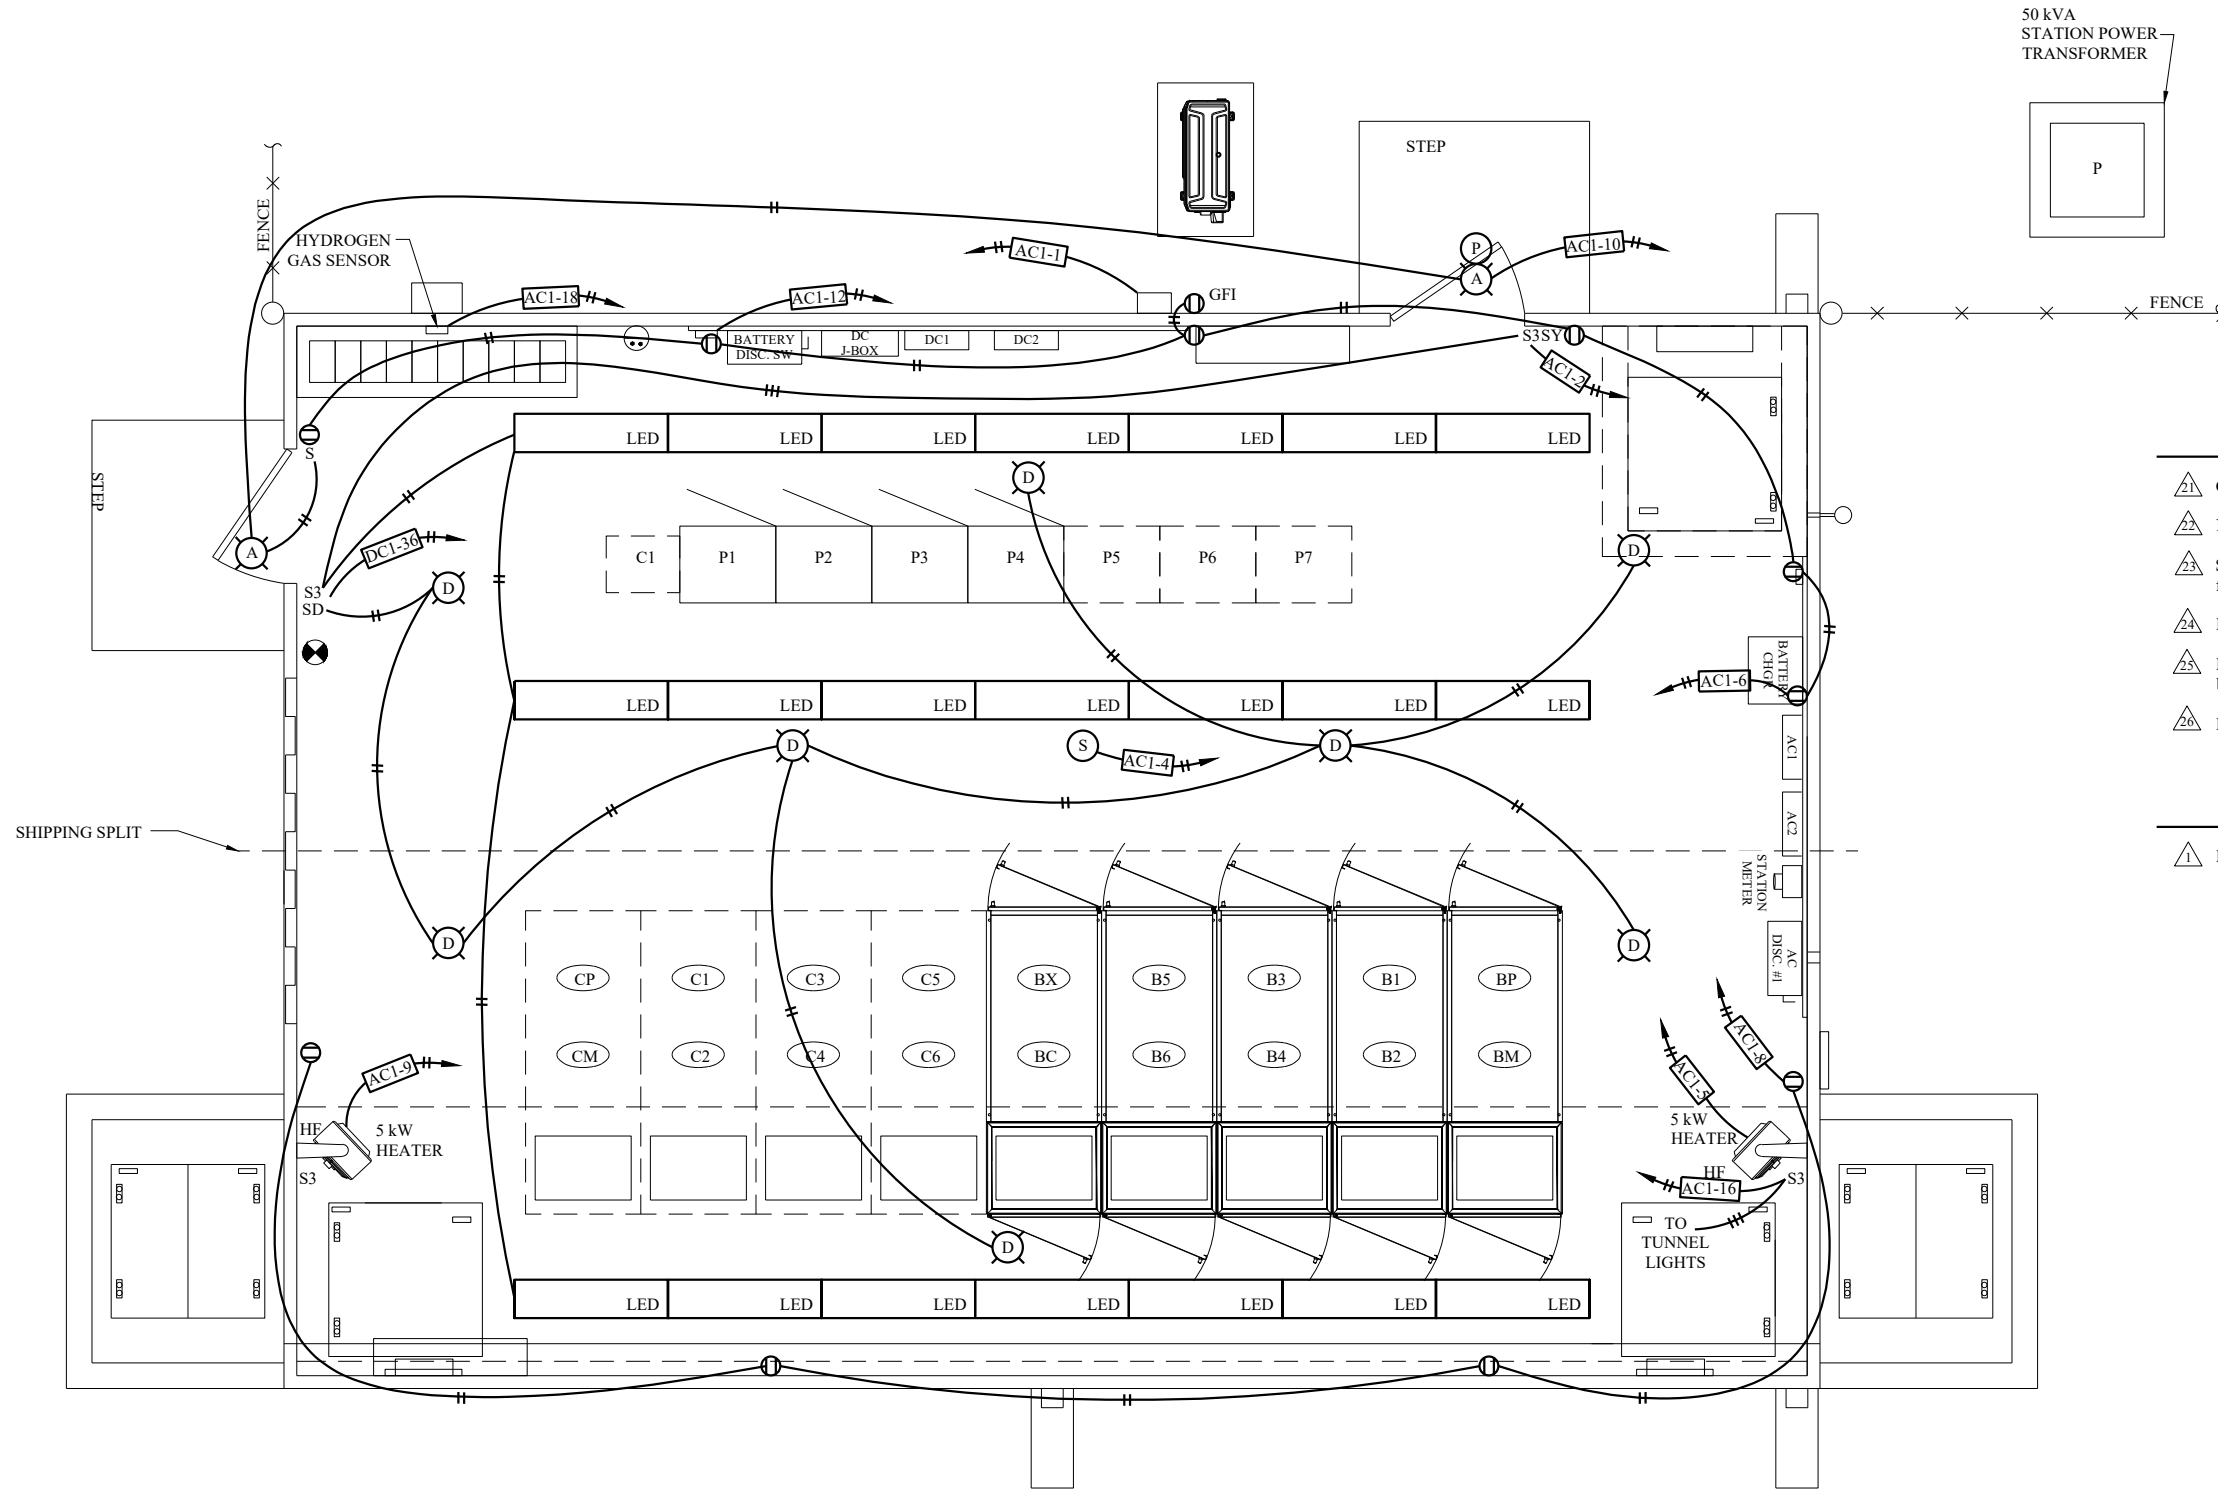 50 kVA
STATION POWER
TRANSFORMER
P
STEP
FENCE
HYDROGEN
GAS SENSOR
AC1-1
P
A
AC1-10
AC1-18
AC1-12
GFI
FENCE
BATTERY
DISC. SW
DC
J-BOX
DC1
DC2
S3SY
AC1-2
S
LED
LED
LED
LED
LED
LED
LED
STEP
D
A
DC1-36
C1
P1
P2
P3
P4
P5
P6
P7
D
S3
SD
D
21
22
23
24
25
26
BATTERY
CHGR
AC1-6
LED
LED
LED
LED
LED
LED
LED
D
S
AC1-4
D
AC1
AC2
SHIPPING SPLIT
STATION
METER
1
D
D
AC
DISC. #1
CP
C1
C3
C5
BX
B5
B3
B1
BP
CM
C2
C4
C6
BC
B6
B4
B2
BM
AC1-9
AC1-8
AC1-5
HF
5 kW
HEATER
S3
5 kW
HEATER
HF
S3
AC1-16
TO
TUNNEL
LIGHTS
D
LED
LED
LED
LED
LED
LED
LED